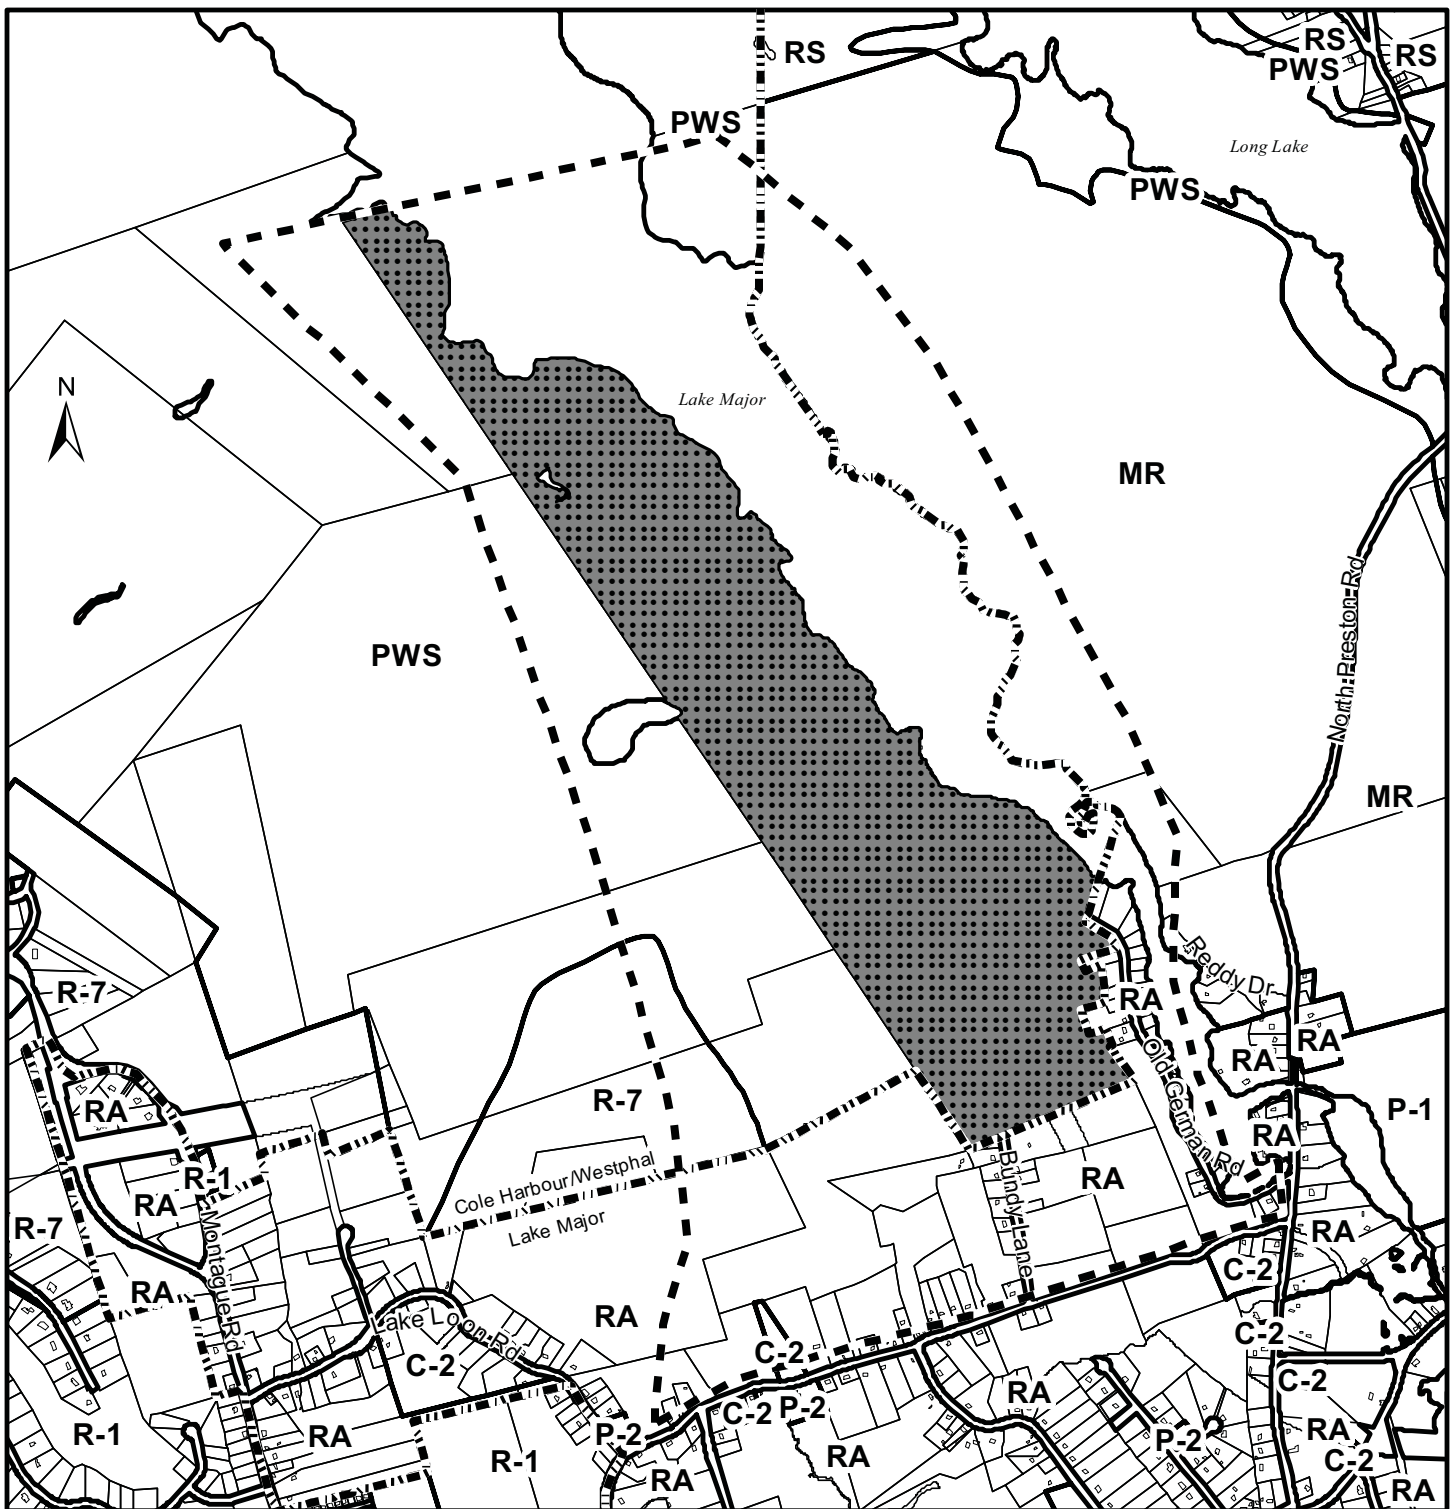 RS
RS
RS
PWS
PWS
Long Lake
PWS
N
Lake Major
MR
North Preston Rd
PWS
MR
R-7
Reddy Dr
RA
RA
RA
R-7
RA
Old German Rd
P-1
RA
Cole Harbour/Westphal
Lake Major
R-1
RA
Bundy Lane
RA
R-7
Montague Rd
RA
RA
C-2
RA
Lake Loon Rd
C-2
C-2
C-2
RA
C-2
C-2
P-2
R-1
RA
P-2
P-2
RA
R-1
RA
RA
C-2
RA